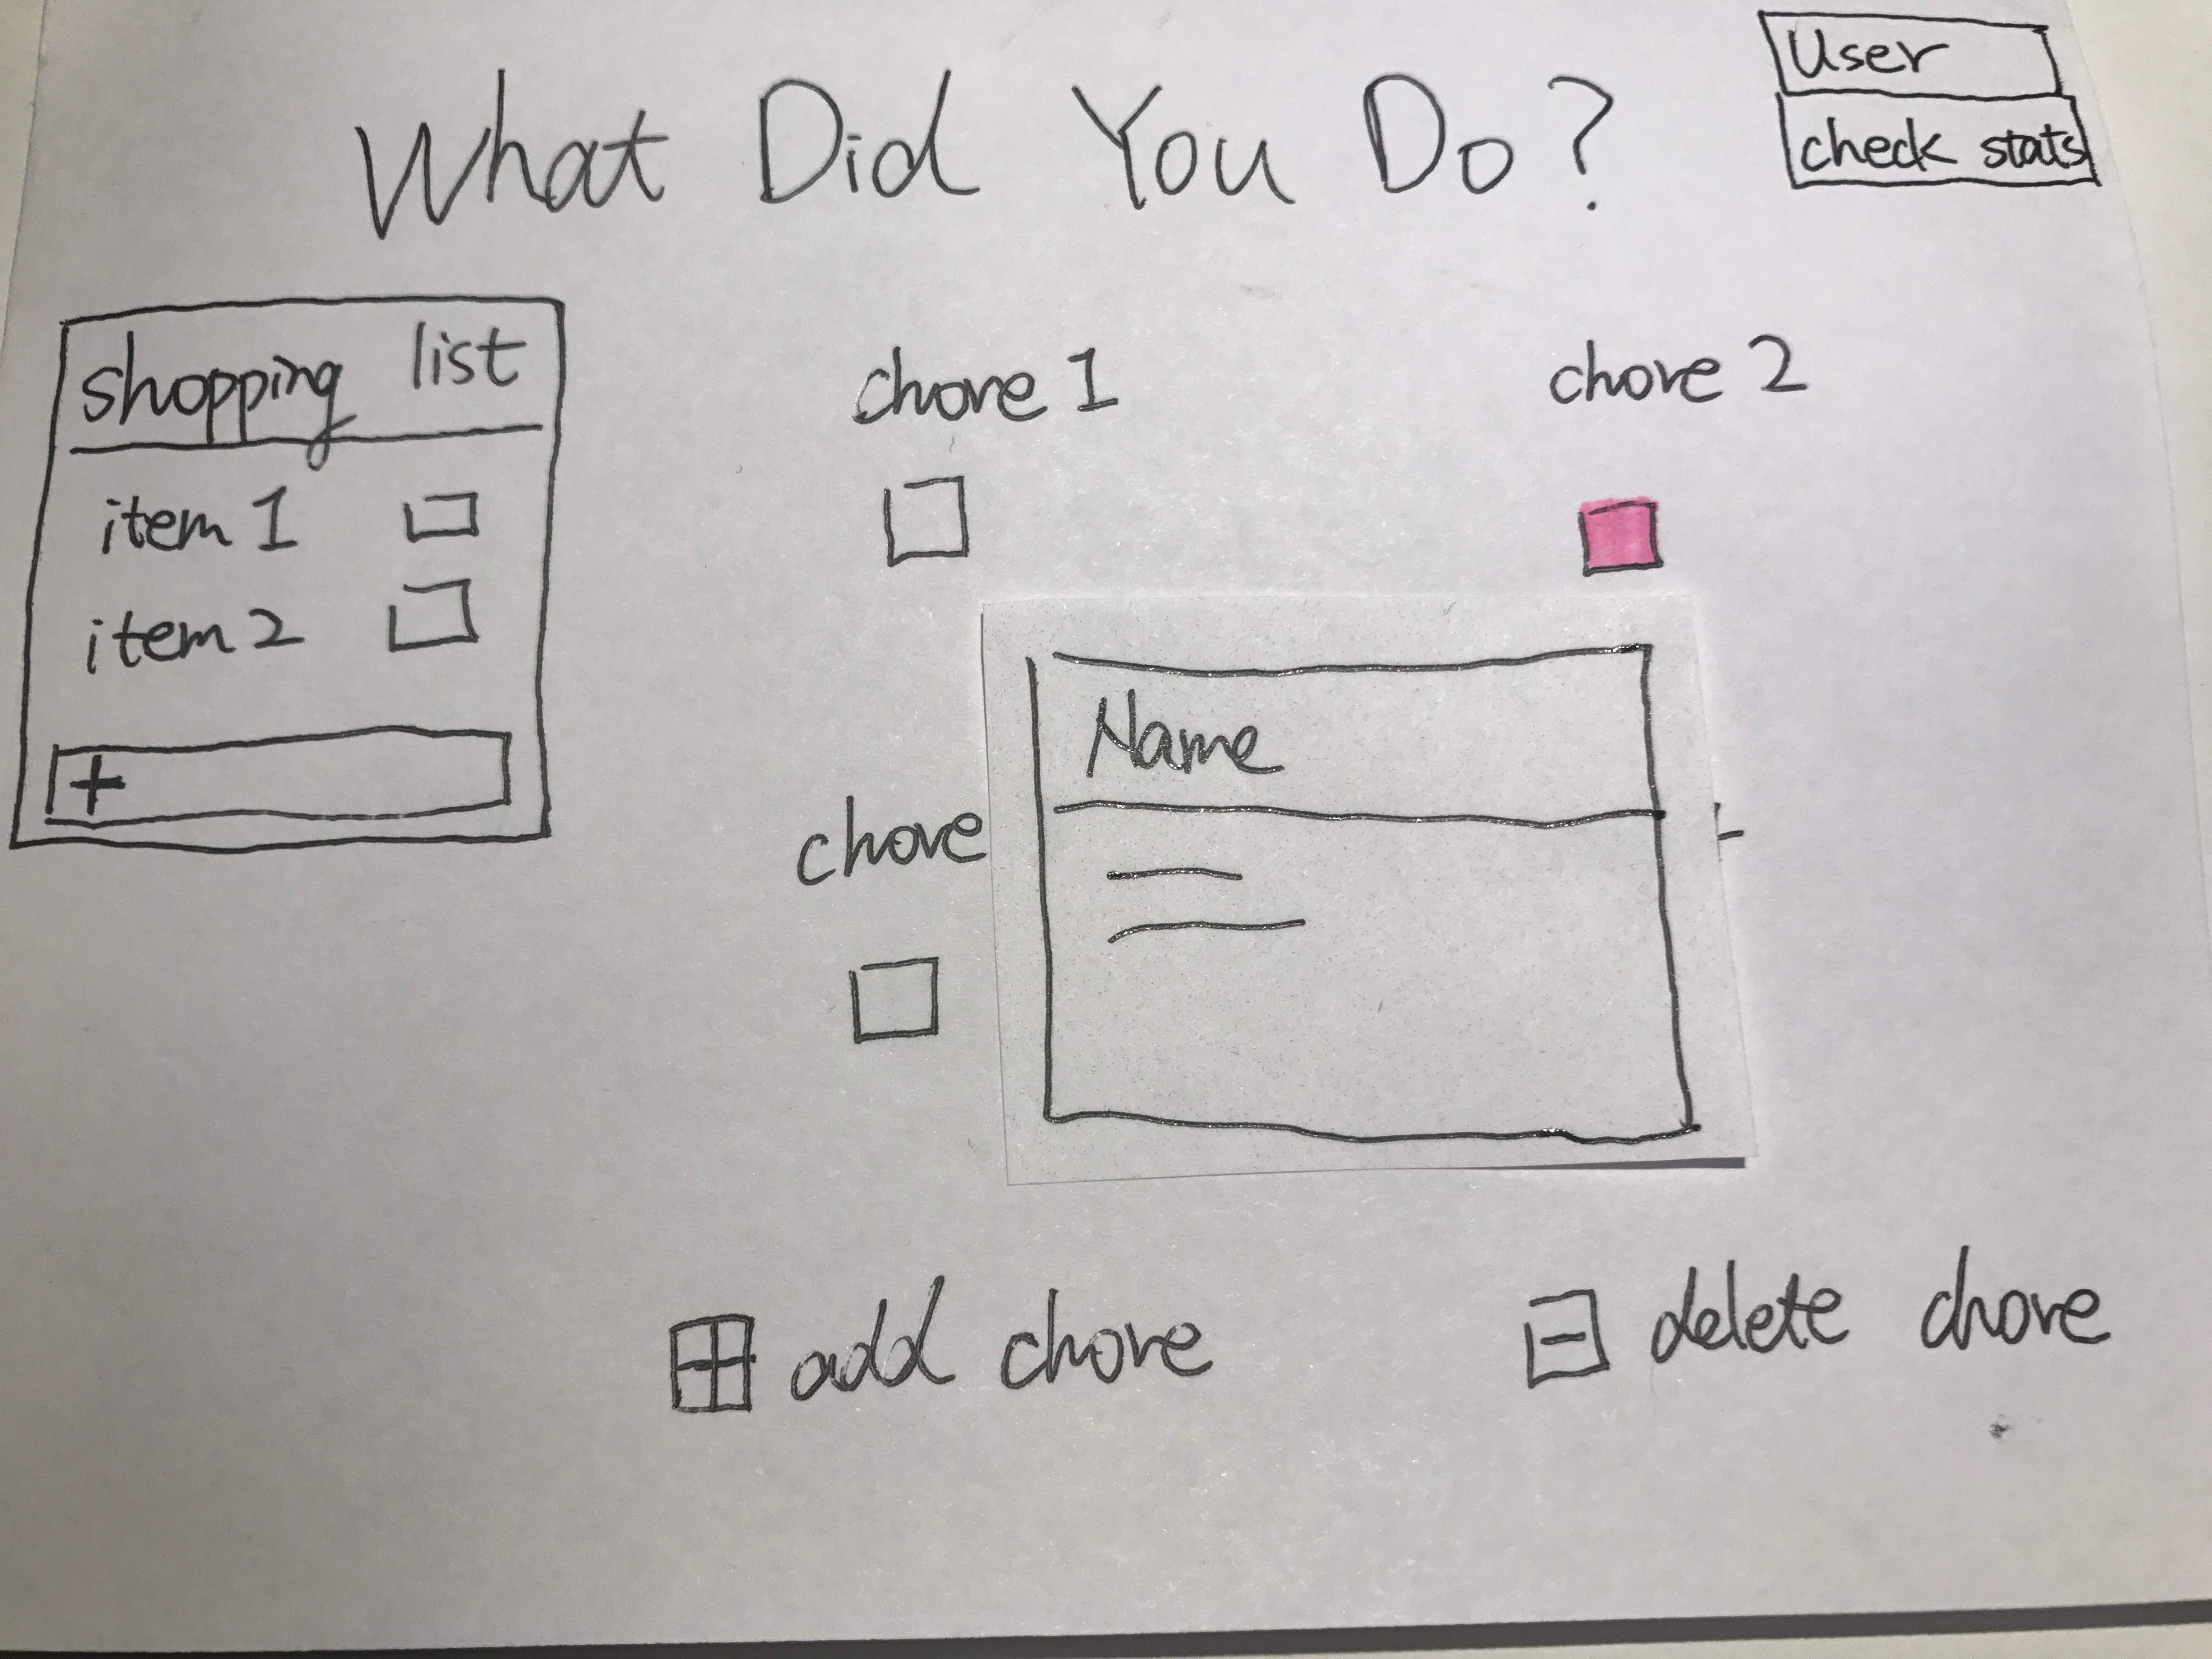 User
check stats
What Did You Do?
shopping list
item 1
item 2
+
chore 1
chore 2
chore
Name
add chore
delete chore